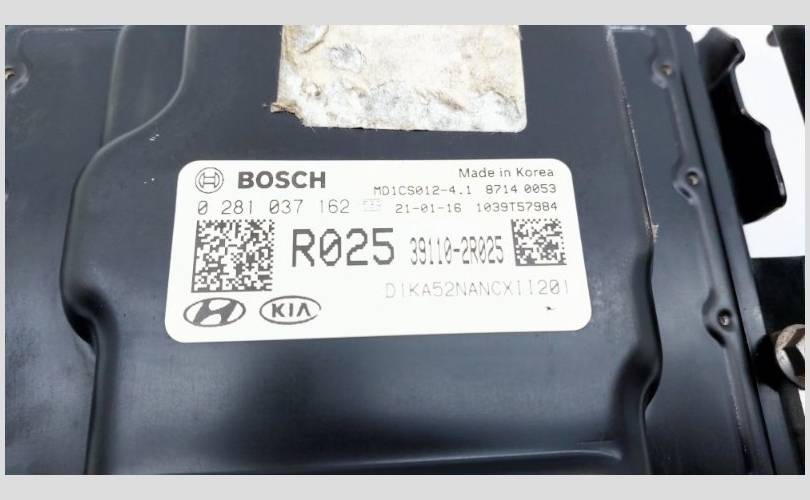 BOSCH
Made in Korea
MD1CS012-4.1 8714 0053
0 281 037 162 21-01-16 1039T57984
R025 39110-2R025
D1KA52NANCX11201
KIA